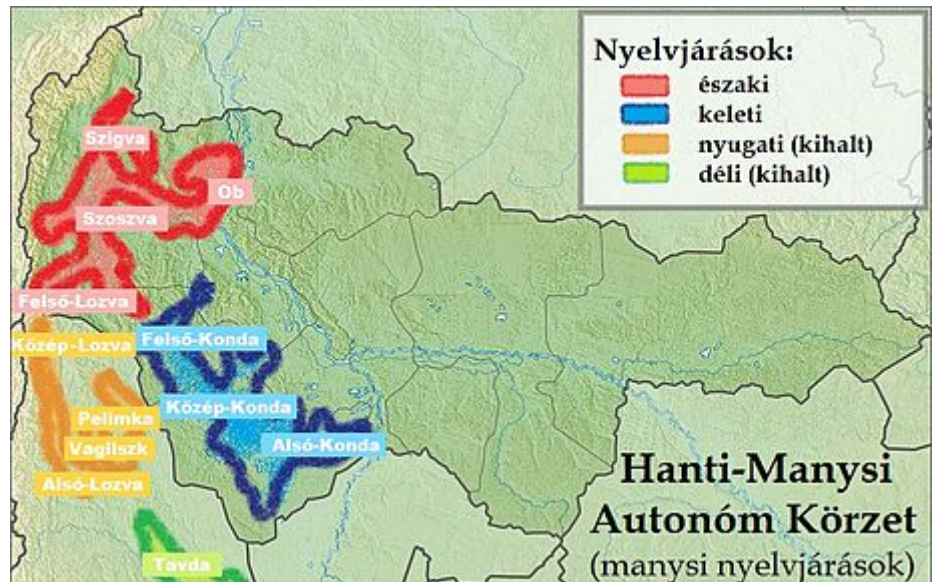 Nyelvjárások:
északi
keleti
nyugati (kihalt)
déli (kihalt)
Szigva
Ob
Szoszva
Felső-Lozva
Közép-Lozva
Felső-Konda
Közép-Konda
Pelimka
Alsó-Konda
Vagilszk
Alsó-Lozva
Tavda
Hanti-Manysi
Autonóm Körzet
(manysi nyelvjárások)